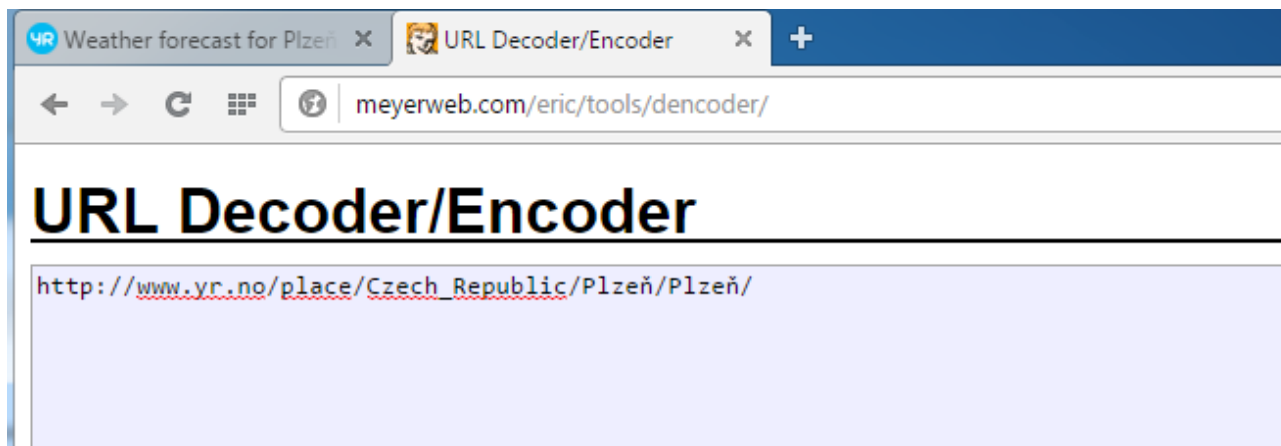 YR Weather forecast for Plzeň
URL Decoder/Encoder
meyerweb.com/eric/tools/dencoder/
URL Decoder/Encoder
http://www.yr.no/place/Czech_Republic/Plzeň/Plzeň/